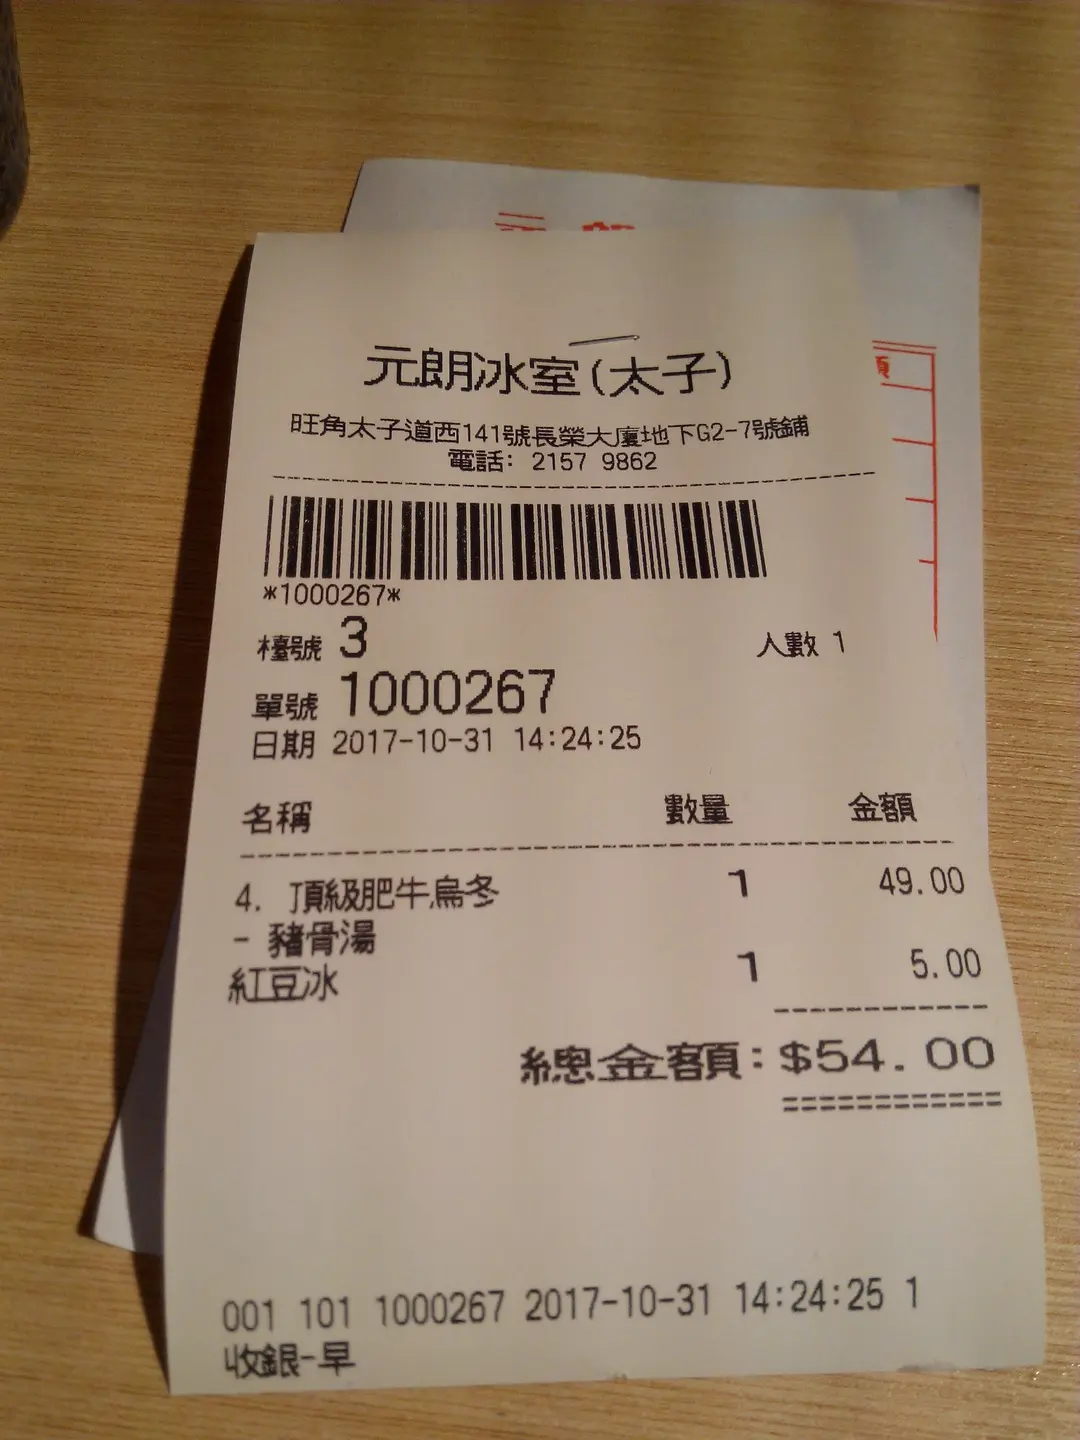 元朗冰室(太子)
旺角太子道西141號長榮大廈地下G2-7號鋪
電話: 2157 9862
*1000267*
檯號 3 人數 1
單號 1000267
日期 2017-10-31 14:24:25
名稱 數量 金額
4. 頂級肥牛烏冬 1 49.00
- 豬骨湯
紅豆冰 1 5.00
總金額:$54.00
001 101 1000267 2017-10-31 14:24:25 1
收銀-早